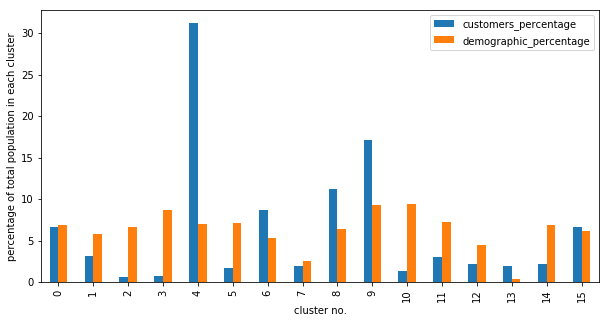 customers_percentage
demographic_percentage
percentage of total population in each cluster
30
25
20
15
10
5
0
0 1 2 3 4 5 6 7 8 9 10 11 12 13 14 15
cluster no.